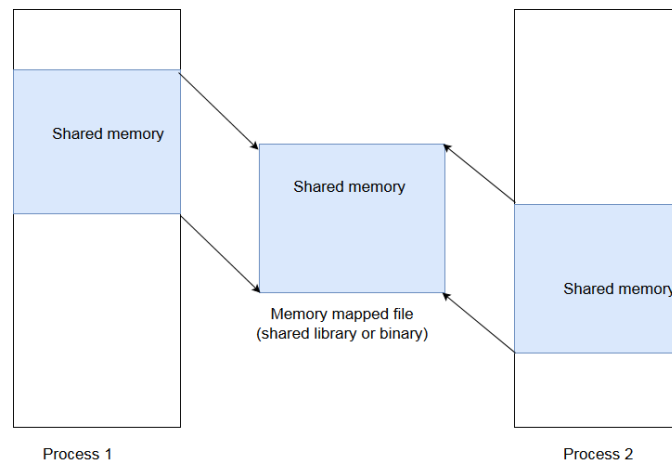 Shared memory
Shared memory
Shared memory
Memory mapped file
(shared library or binary)
Process 1
Process 2